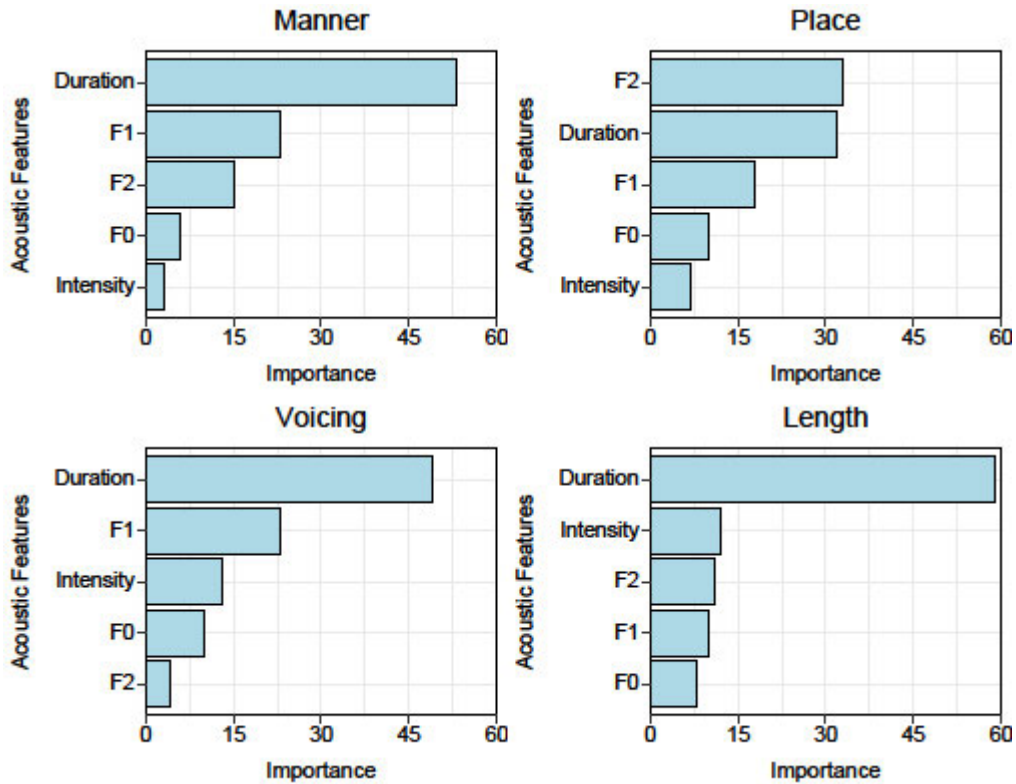 Manner
Acoustic Features
Duration
F1
F2
F0
Intensity
0 15 30 45 60
Importance
Place
Acoustic Features
F2
Duration
F1
F0
Intensity
0 15 30 45 60
Importance
Voicing
Acoustic Features
Duration
F1
Intensity
F0
F2
0 15 30 45 60
Importance
Length
Acoustic Features
Duration
Intensity
F2
F1
F0
0 15 30 45 60
Importance